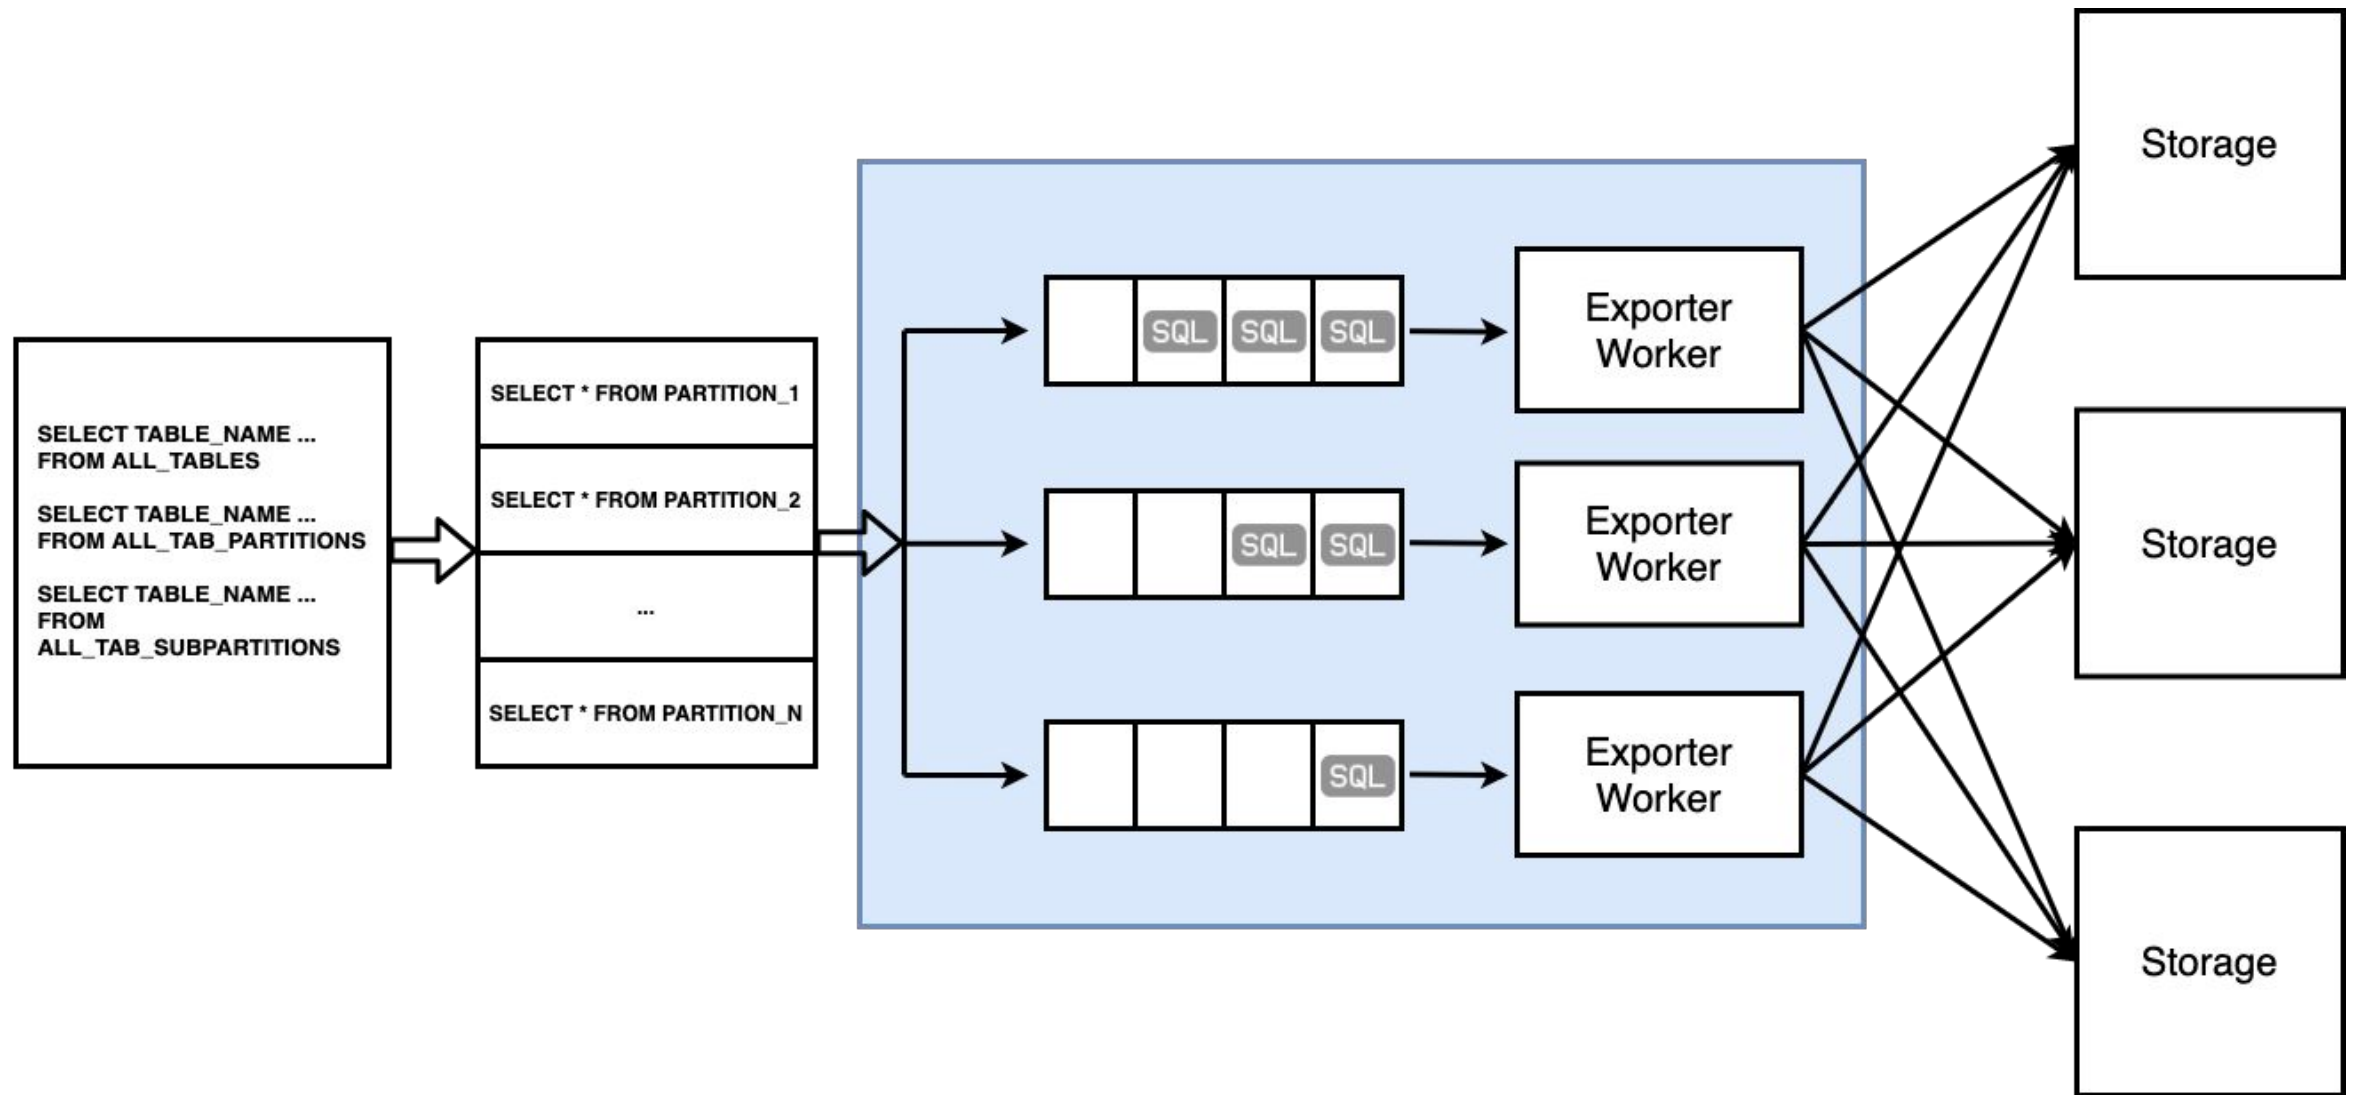 SELECT TABLE_NAME ...
FROM ALL_TABLES
SELECT TABLE_NAME ...
FROM ALL_TAB_PARTITIONS
SELECT TABLE_NAME ...
FROM
ALL_TAB_SUBPARTITIONS
SELECT * FROM PARTITION_1
SELECT * FROM PARTITION_2
...
SELECT * FROM PARTITION_N
SQL SQL SQL
Exporter
Worker
SQL SQL
Exporter
Worker
SQL
Exporter
Worker
Storage
Storage
Storage